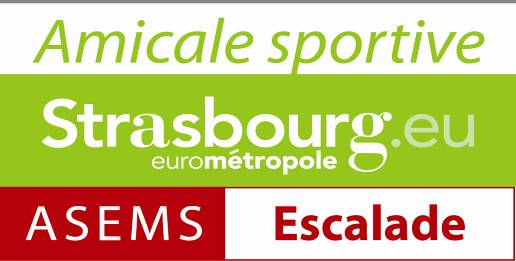 Amicale sportive
Strasbourg.eu
eurométropole
ASEMS Escalade